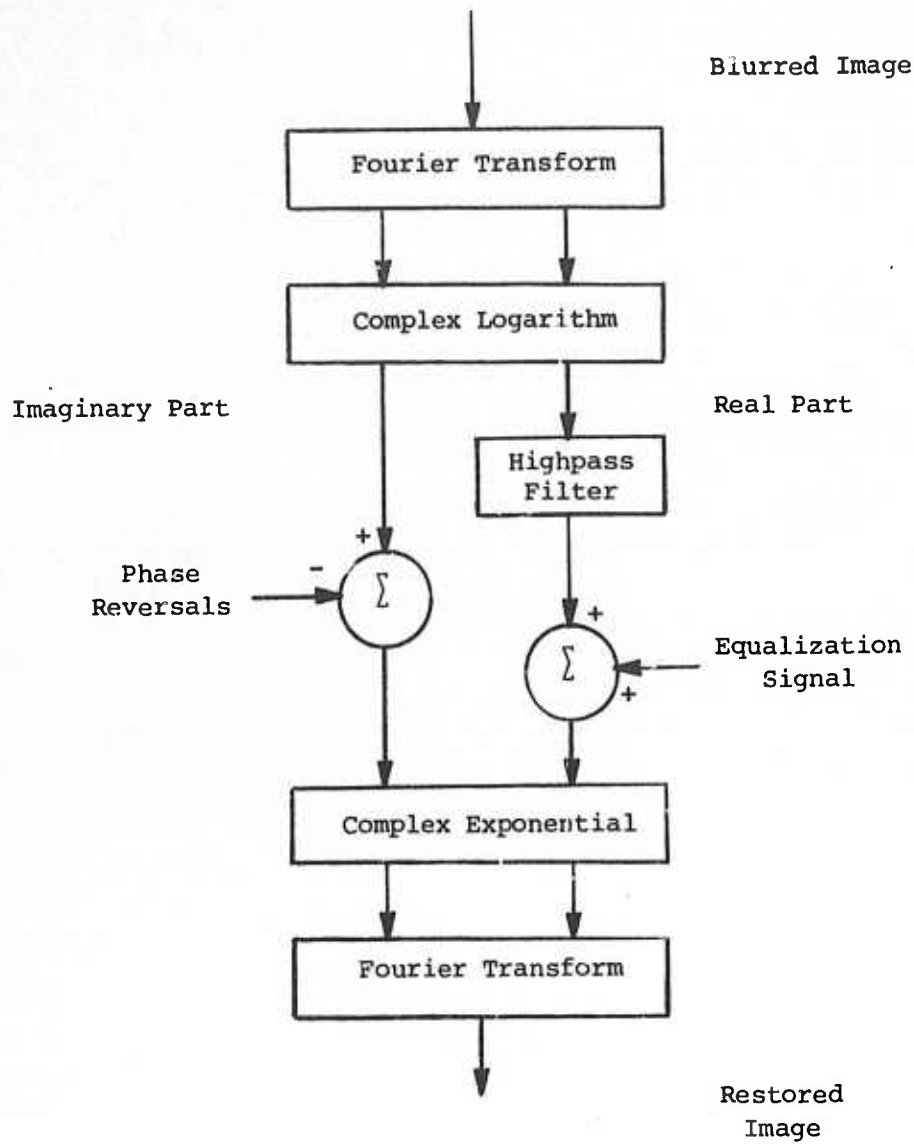 Blurred Image
Fourier Transform
Complex Logarithm
Imaginary Part
Real Part
Highpass
Filter
+
-
Phase
Reversals
Σ
+
Σ
Equalization
Signal
+
Complex Exponential
Fourier Transform
Restored
Image